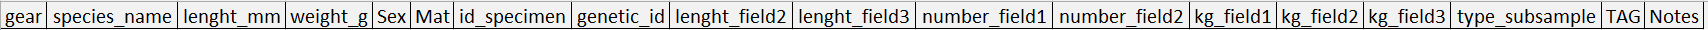 gear species_name lenght_mm weight_g Sex Mat id_specimen genetic_id lenght_field2 lenght_field3 number_field1 number_field2 kg_field1 kg_field2 kg_field3 type_subsample TAG Notes